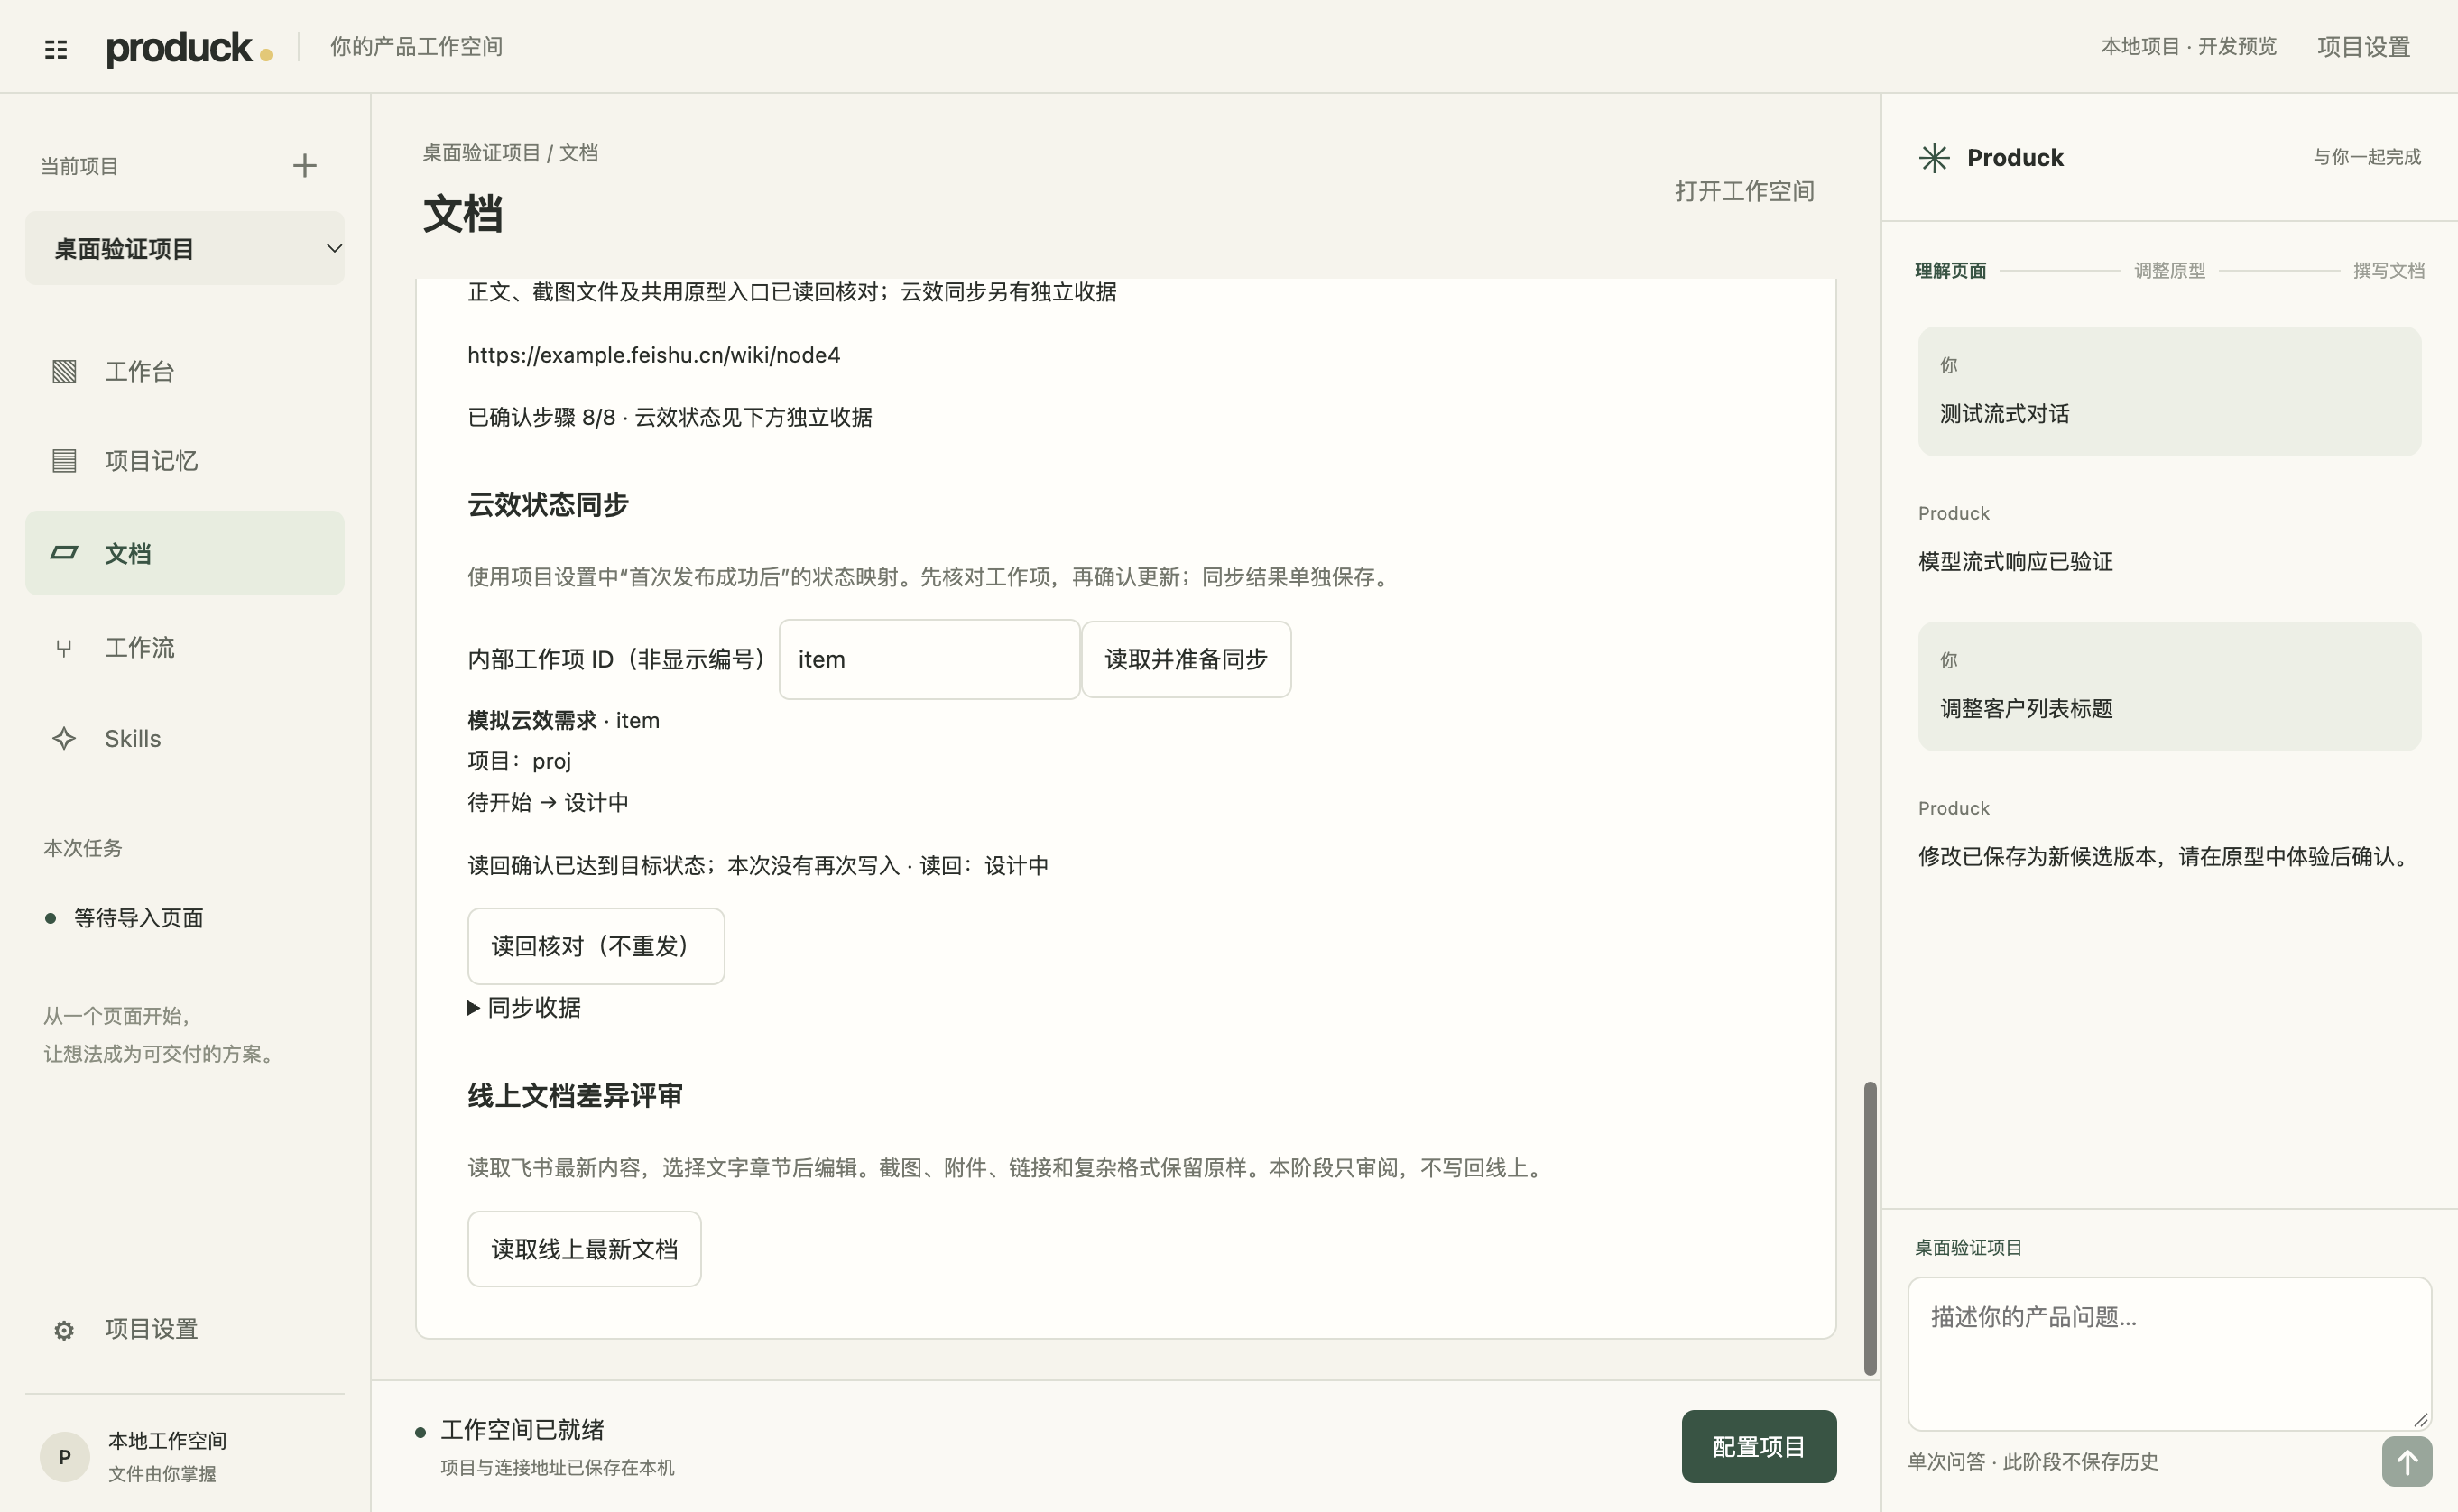 produck
你的产品工作空间
本地项目 · 开发预览
项目设置
当前项目
桌面验证项目
工作台
项目记忆
文档
工作流
Skills
本次任务
等待导入页面
从一个页面开始，
让想法成为可交付的方案。
项目设置
P
本地工作空间
文件由你掌握
桌面验证项目 / 文档
文档
打开工作空间
正文、截图文件及共用原型入口已读回核对；云效同步另有独立收据
https://example.feishu.cn/wiki/node4
已确认步骤 8/8 · 云效状态见下方独立收据
云效状态同步
使用项目设置中“首次发布成功后”的状态映射。先核对工作项，再确认更新；同步结果单独保存。
内部工作项 ID（非显示编号） item 读取并准备同步
模拟云效需求 · item
项目：proj
待开始 → 设计中
读回确认已达到目标状态；本次没有再次写入 · 读回：设计中
读回核对（不重发）
▶ 同步收据
线上文档差异评审
读取飞书最新内容，选择文字章节后编辑。截图、附件、链接和复杂格式保留原样。本阶段只审阅，不写回线上。
读取线上最新文档
工作空间已就绪
项目与连接地址已保存在本机
配置项目
Produck
与你一起完成
理解页面
调整原型
撰写文档
你
测试流式对话
Produck
模型流式响应已验证
你
调整客户列表标题
Produck
修改已保存为新候选版本，请在原型中体验后确认。
桌面验证项目
描述你的产品问题...
单次问答 · 此阶段不保存历史